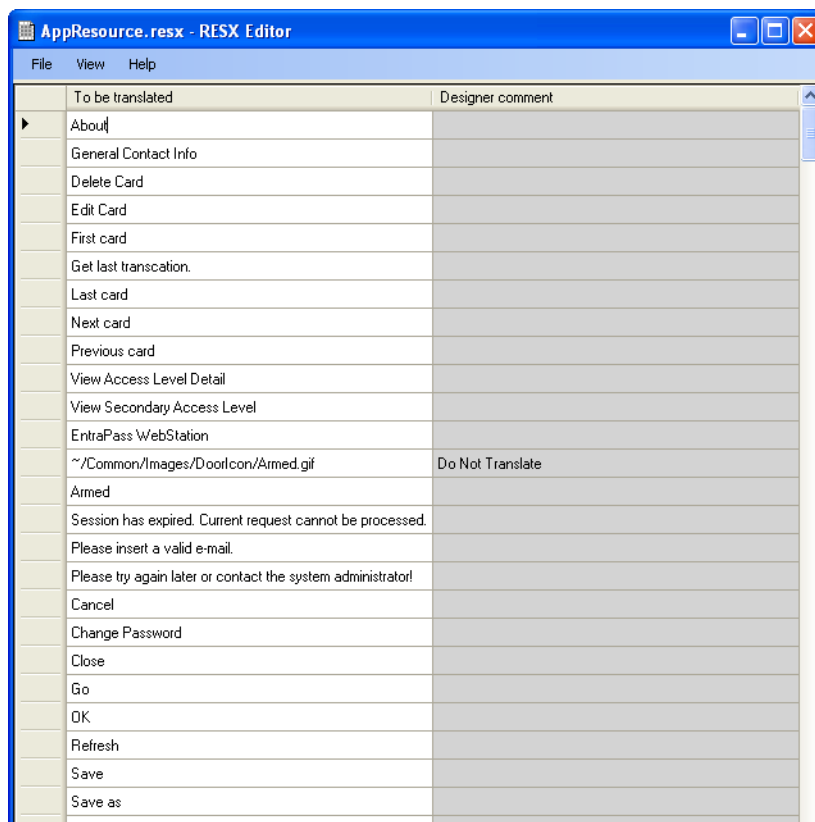 AppResource.resx - RESX Editor
File View Help
To be translated Designer comment
About
General Contact Info
Delete Card
Edit Card
First card
Get last transcation.
Last card
Next card
Previous card
View Access Level Detail
View Secondary Access Level
EntraPass WebStation
~/Common/Images/DoorIcon/Armed.gif Do Not Translate
Armed
Session has expired. Current request cannot be processed.
Please insert a valid e-mail.
Please try again later or contact the system administrator!
Cancel
Change Password
Close
Go
OK
Refresh
Save
Save as